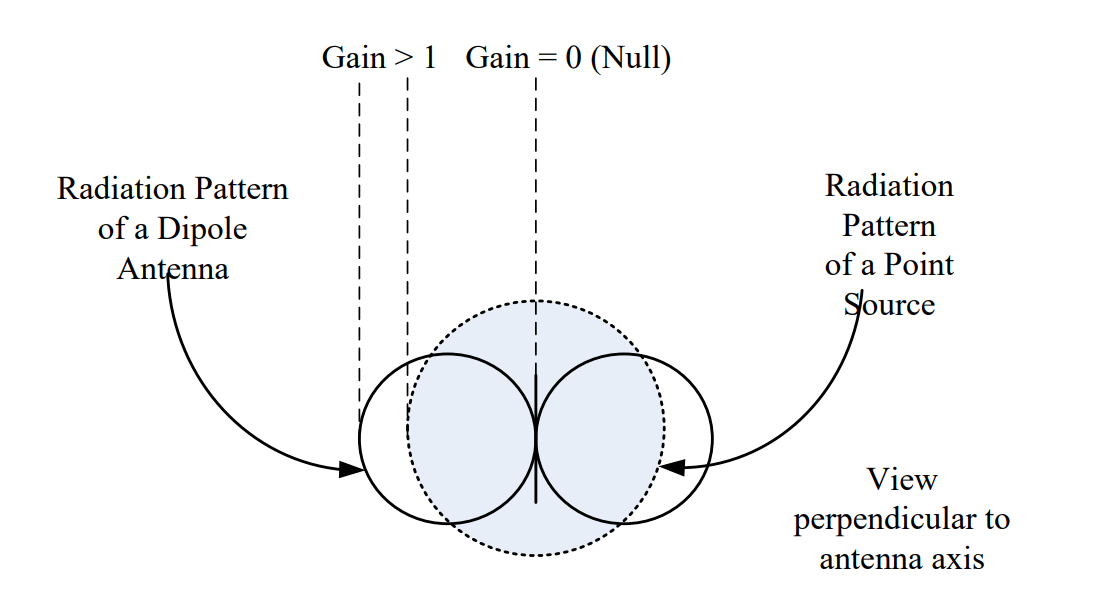 Gain > 1 Gain = 0 (Null)
Radiation Pattern
of a Dipole
Antenna
Radiation
Pattern
of a Point
Source
View
perpendicular to
antenna axis